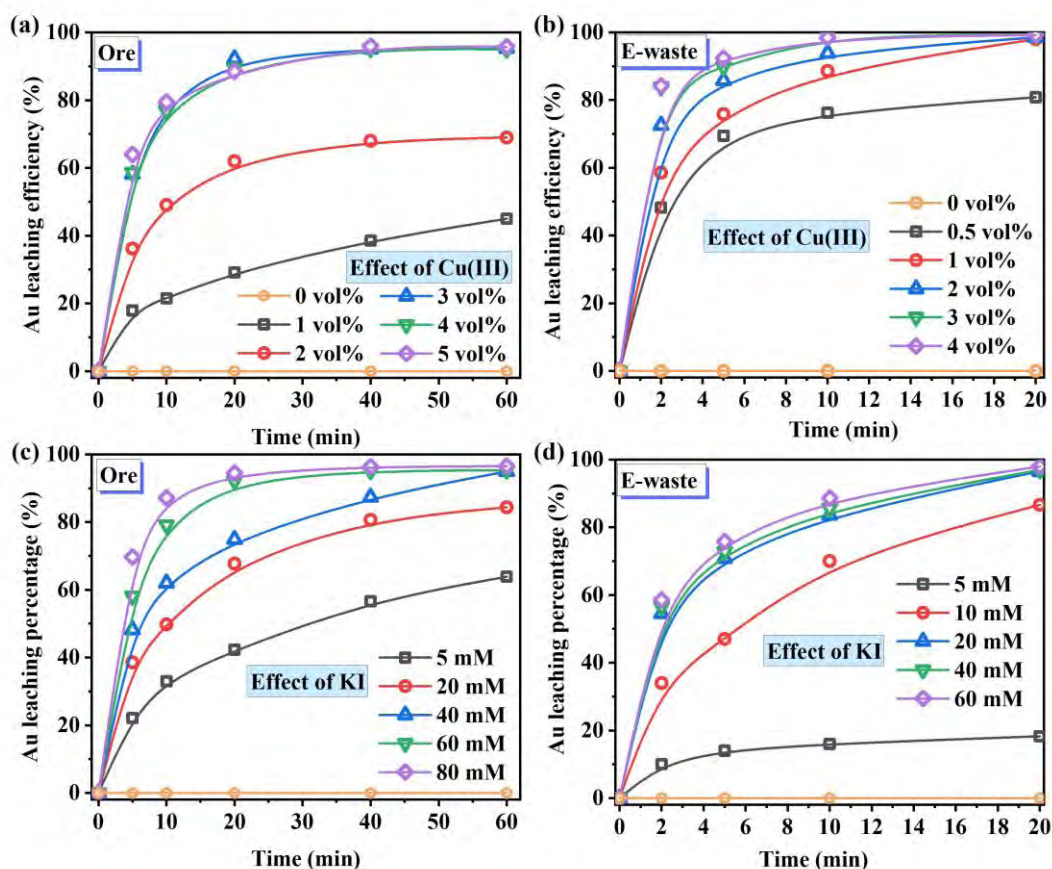 (a)
Ore
Au leaching efficiency (%)
100
80
60
40
20
0
Effect of Cu(III)
0 vol% 3 vol%
1 vol% 4 vol%
2 vol% 5 vol%
0 10 20 30 40 50 60
Time (min)
(b)
E-waste
Au leaching efficiency (%)
100
80
60
40
20
0
Effect of Cu(III)
0 vol%
0.5 vol%
1 vol%
2 vol%
3 vol%
4 vol%
0 2 4 6 8 10 12 14 16 18 20
Time (min)
(c)
Ore
Au leaching percentage (%)
100
80
60
40
20
0
Effect of KI
5 mM
20 mM
40 mM
60 mM
80 mM
0 10 20 30 40 50 60
Time (min)
(d)
E-waste
Au leaching percentage (%)
100
80
60
40
20
0
Effect of KI
5 mM
10 mM
20 mM
40 mM
60 mM
0 2 4 6 8 10 12 14 16 18 20
Time (min)